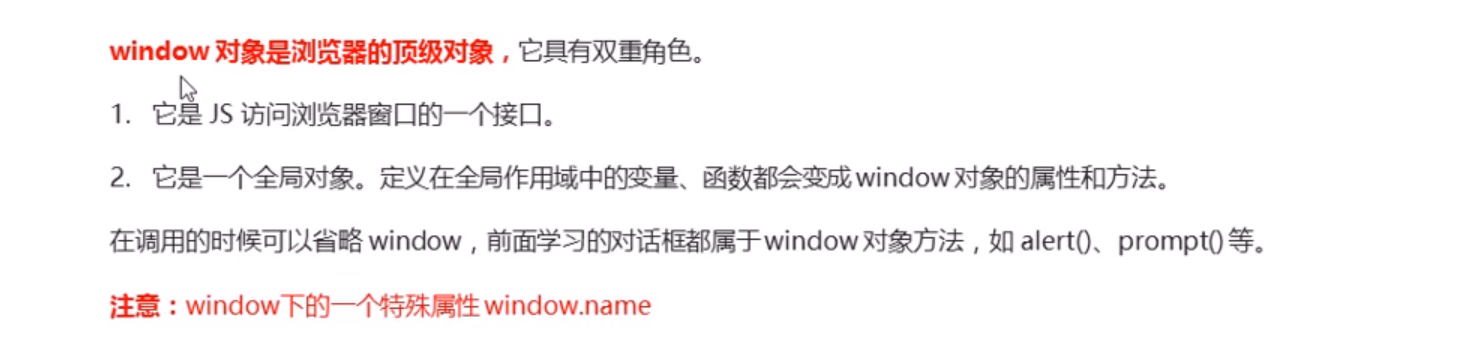 window 对象是浏览器的顶级对象，它具有双重角色。
1. 它是 JS 访问浏览器窗口的一个接口。
2. 它是一个全局对象。定义在全局作用域中的变量、函数都会变成 window 对象的属性和方法。
在调用的时候可以省略 window，前面学习的对话框都属于 window 对象方法，如 alert()、prompt() 等。
注意：window下的一个特殊属性 window.name